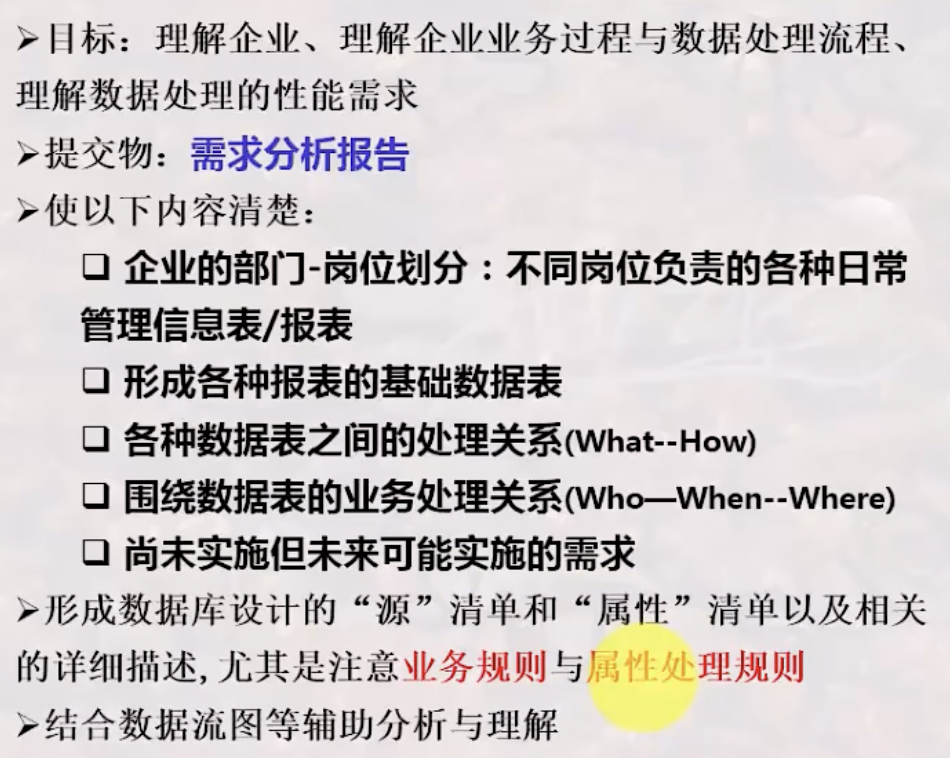 ➢目标：理解企业、理解企业业务过程与数据处理流程、
理解数据处理的性能需求
➢提交物：需求分析报告
➢使以下内容清楚：
❑ 企业的部门-岗位划分：不同岗位负责的各种日常
管理信息表/报表
❑ 形成各种报表的基础数据表
❑ 各种数据表之间的处理关系(What--How)
❑ 围绕数据表的业务处理关系(Who—When--Where)
❑ 尚未实施但未来可能实施的需求
➢形成数据库设计的“源”清单和“属性”清单以及相关
的详细描述, 尤其是注意业务规则与属性处理规则
➢结合数据流图等辅助分析与理解